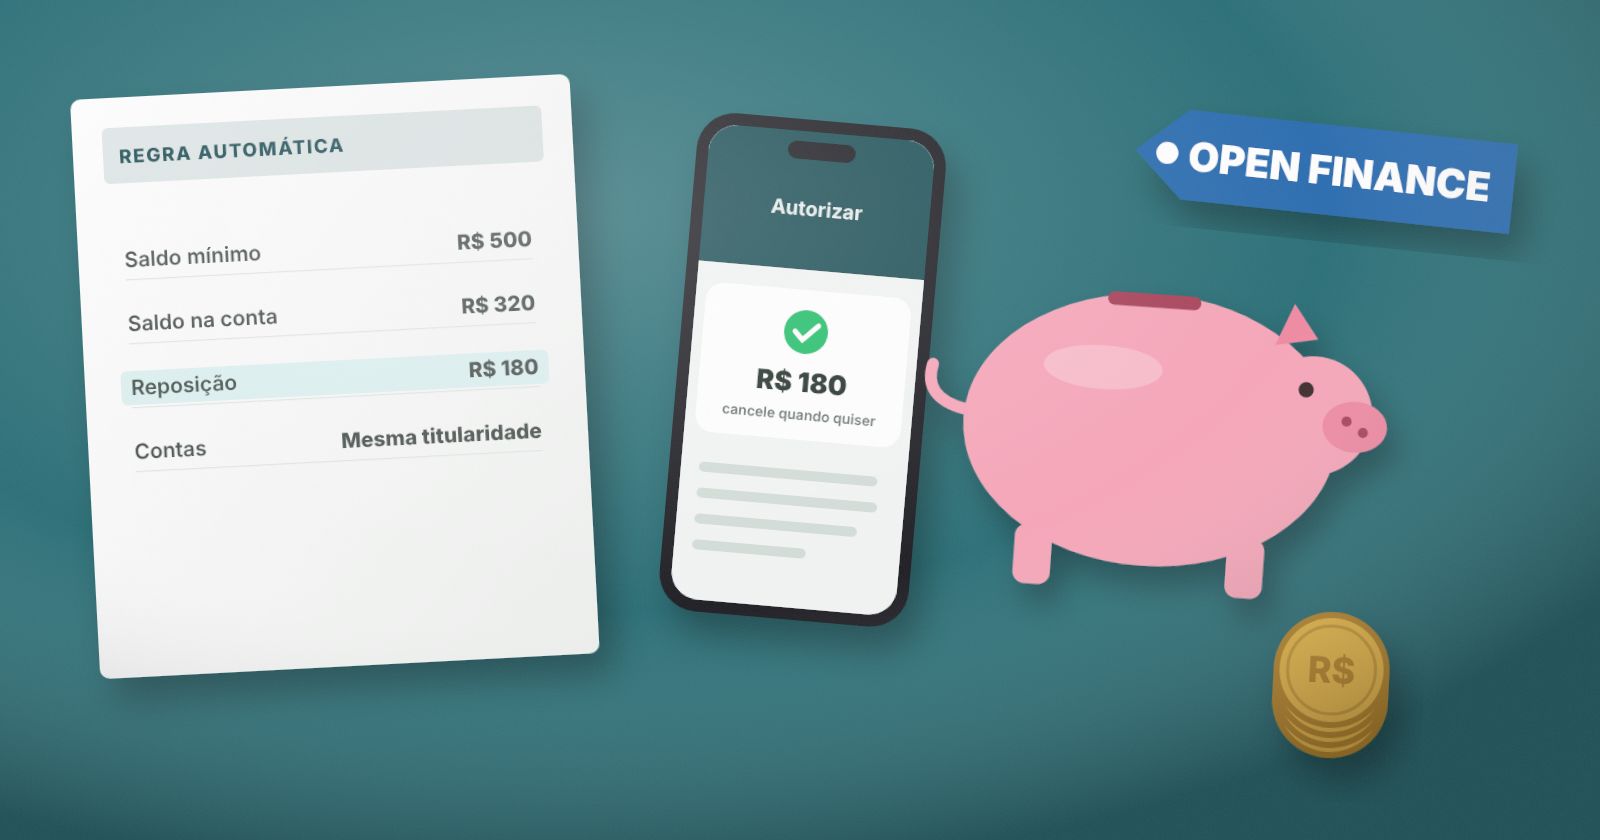 REGRA AUTOMÁTICA
Saldo mínimo R$ 500
Saldo na conta R$ 320
Reposição R$ 180
Contas Mesma titularidade
Autorizar
R$ 180
cancele quando quiser
OPEN FINANCE
R$